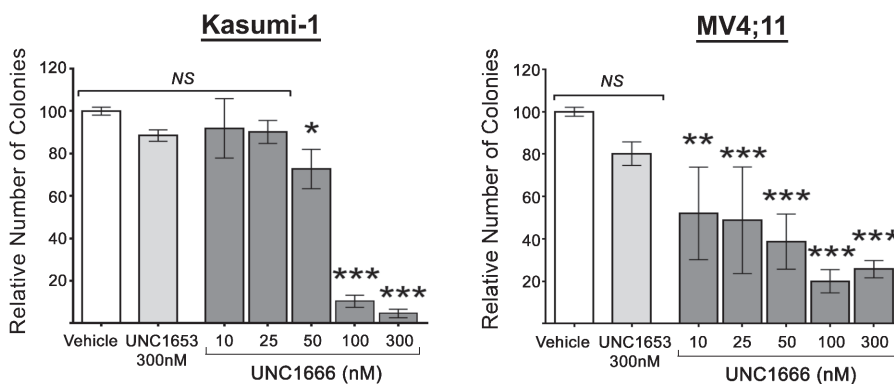 Kasumi-1
NS
Relative Number of Colonies
120
100
80
60
40
20
*
***
***
Vehicle UNC1653 10 25 50 100 300
300nM
UNC1666 (nM)
MV4;11
NS
Relative Number of Colonies
120
100
80
60
40
20
**
***
***
***
***
Vehicle UNC1653 10 25 50 100 300
300nM
UNC1666 (nM)